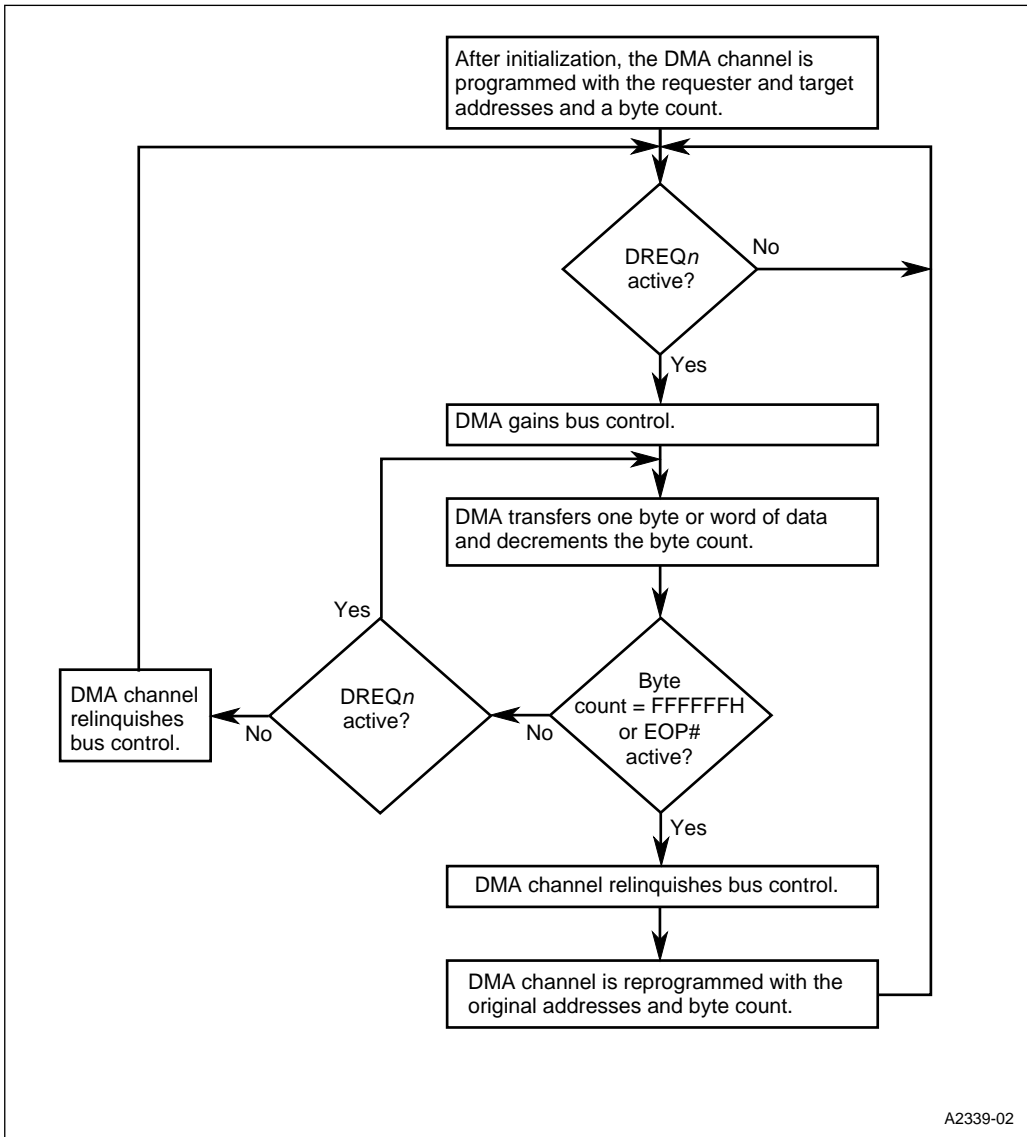 After initialization, the DMA channel is
programmed with the requester and target
addresses and a byte count.
DREQn
active?
No
Yes
DMA gains bus control.
DMA transfers one byte or word of data
and decrements the byte count.
Yes
DMA channel
relinquishes
bus control.
No
DREQn
active?
No
Byte
count = FFFFFFH
or EOP#
active?
Yes
DMA channel relinquishes bus control.
DMA channel is reprogrammed with the
original addresses and byte count.
A2339-02